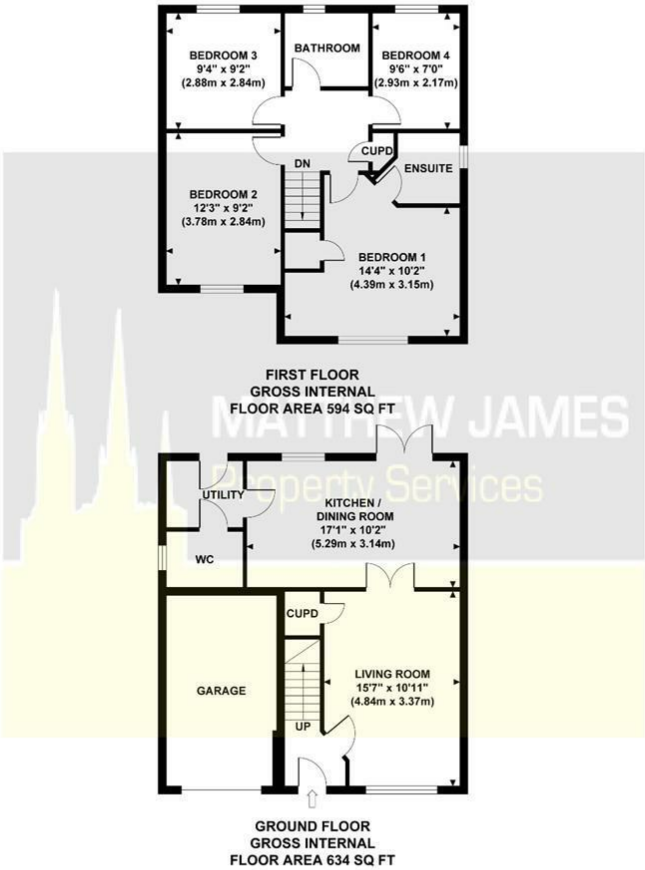 BEDROOM 3
9'4" x 9'2"
(2.88m x 2.84m)
BATHROOM
BEDROOM 4
9'6" x 7'0"
(2.93m x 2.17m)
CUPD
ENSUITE
DN
BEDROOM 2
12'3" x 9'2"
(3.78m x 2.84m)
BEDROOM 1
14'4" x 10'2"
(4.39m x 3.15m)
FIRST FLOOR
GROSS INTERNAL
FLOOR AREA 594 SQ FT
MATTHEW JAMES
Property Services
UTILITY
KITCHEN /
DINING ROOM
17'1" x 10'2"
(5.29m x 3.14m)
WC
CUPD
GARAGE
LIVING ROOM
15'7" x 10'11"
(4.84m x 3.37m)
UP
GROUND FLOOR
GROSS INTERNAL
FLOOR AREA 634 SQ FT